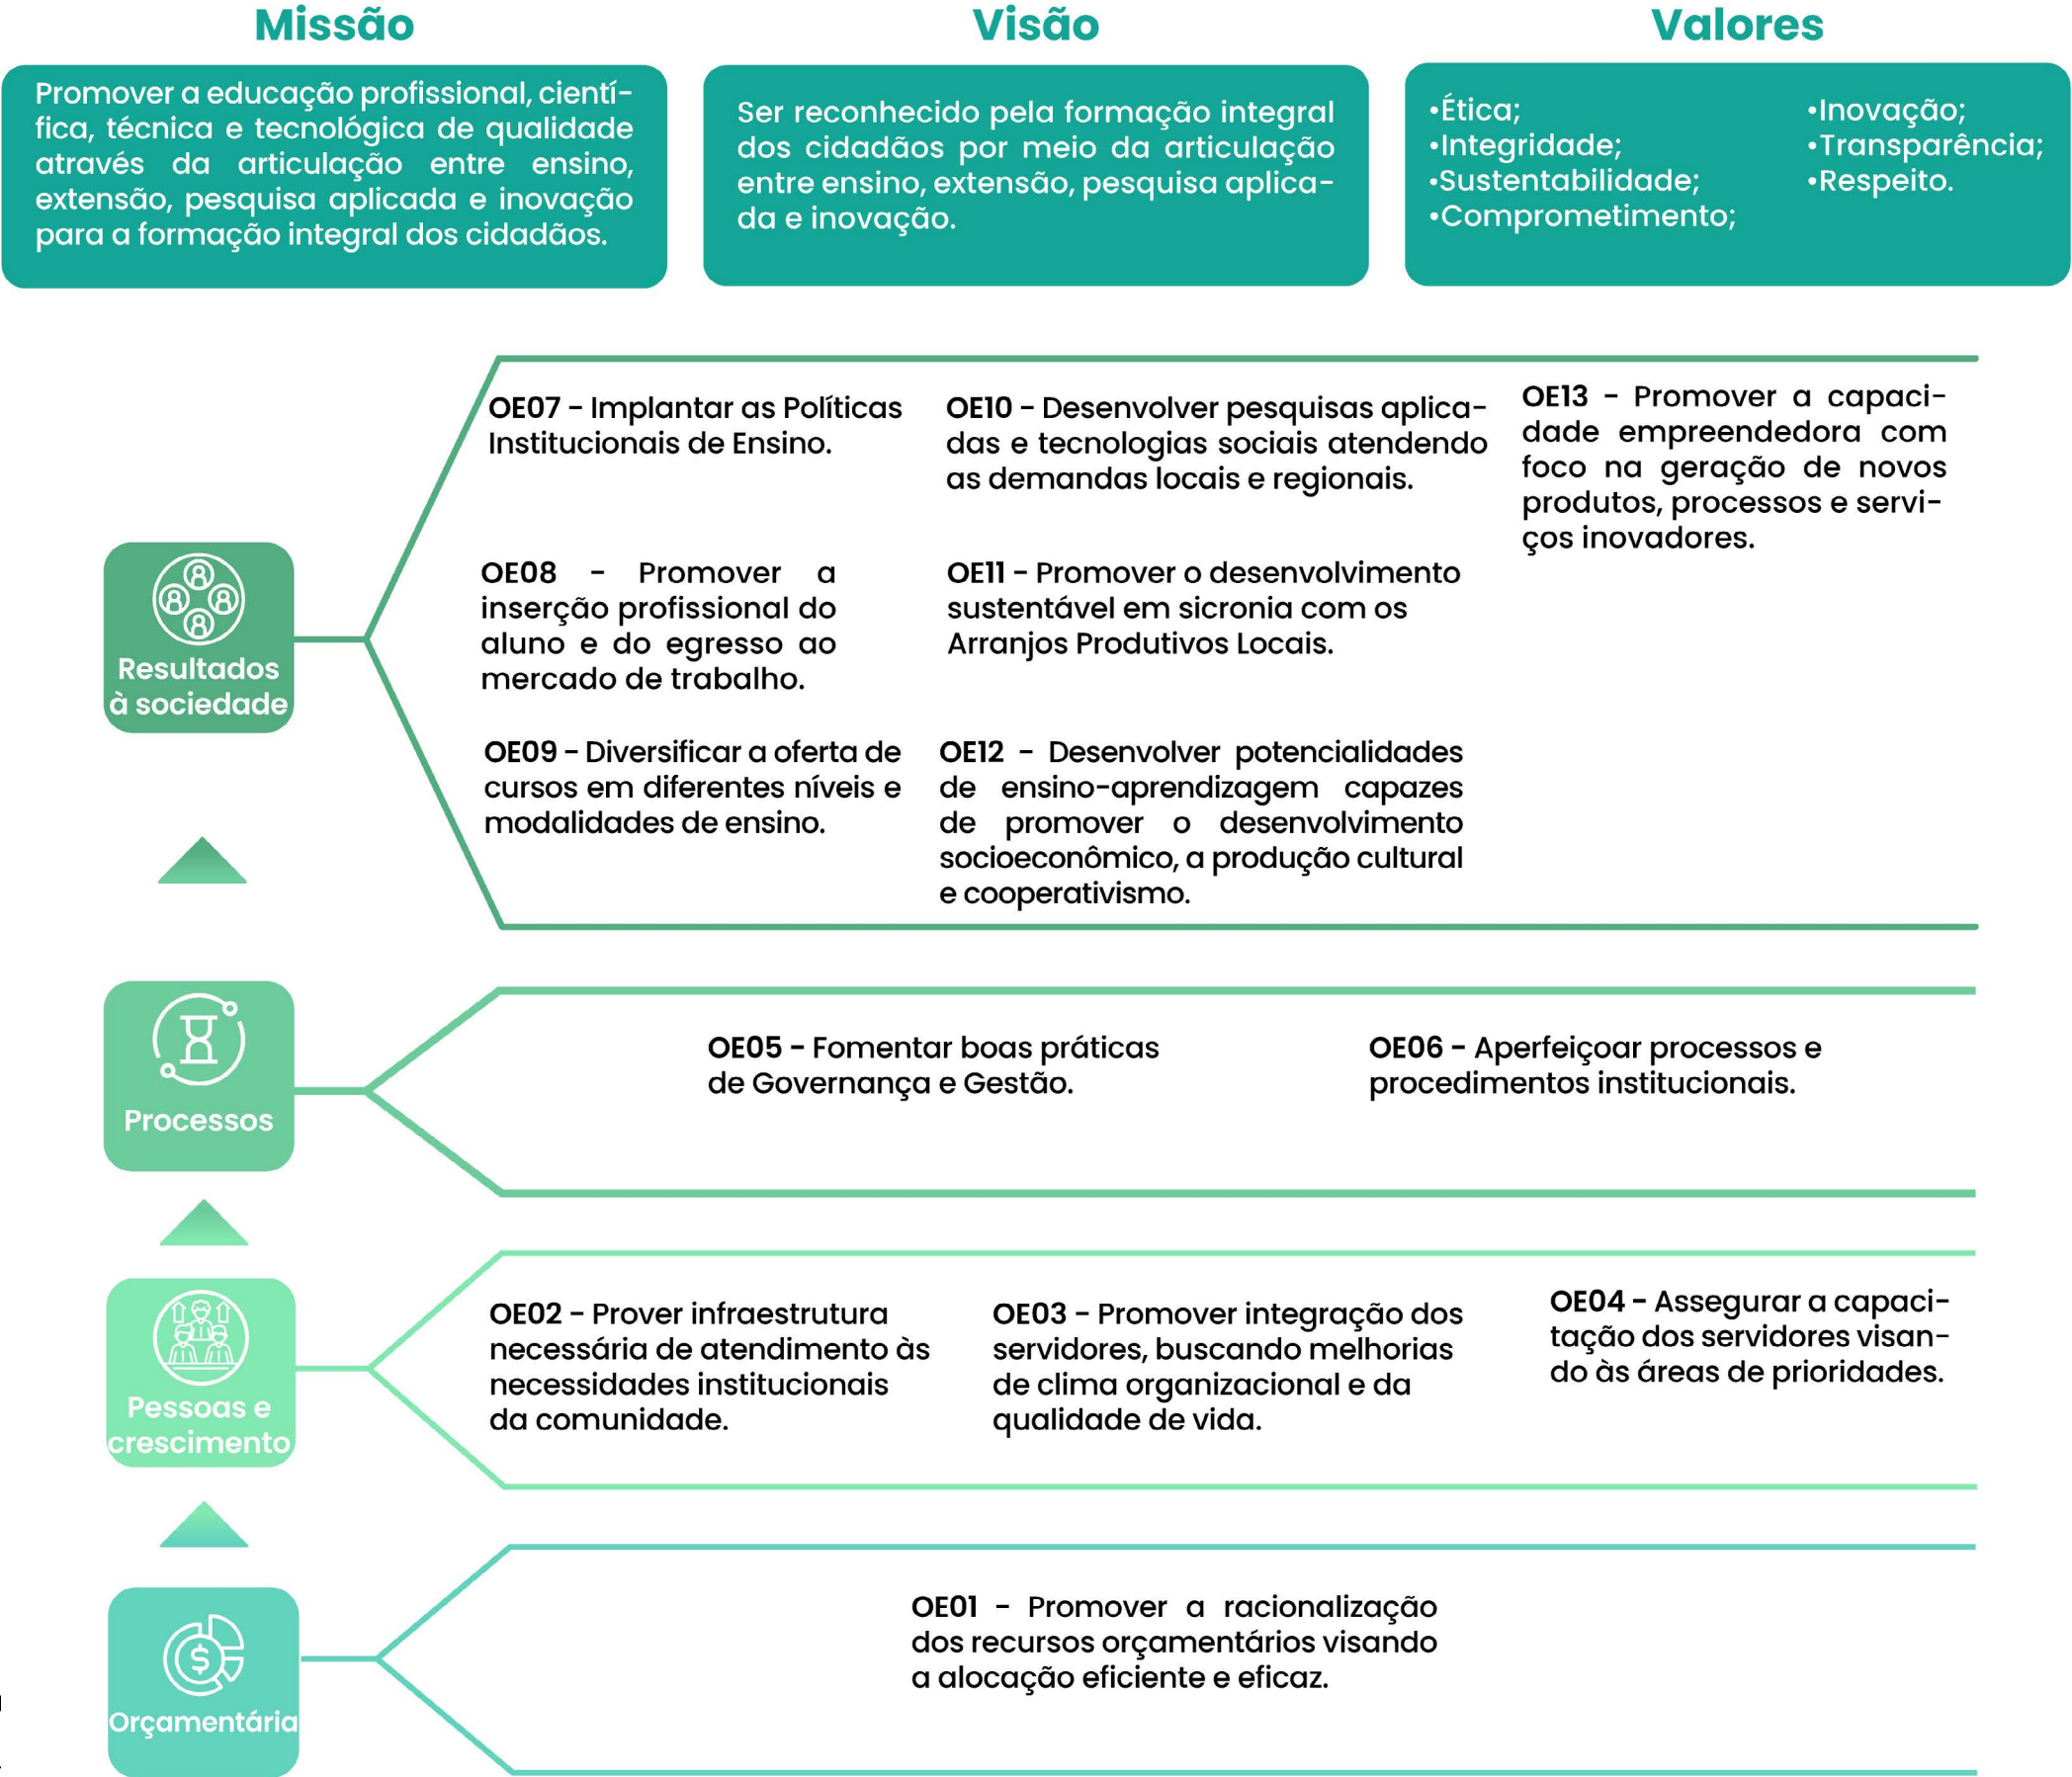 Missão
Promover a educação profissional, cientí-
fica, técnica e tecnológica de qualidade
através da articulação entre ensino,
extensão, pesquisa aplicada e inovação
para a formação integral dos cidadãos.
Visão
Ser reconhecido pela formação integral
dos cidadãos por meio da articulação
entre ensino, extensão, pesquisa aplica-
da e inovação.
Valores
•Ética;
•Integridade;
•Sustentabilidade;
•Comprometimento;
•Inovação;
•Transparência;
•Respeito.
Resultados
à sociedade
OE07 - Implantar as Políticas
Institucionais de Ensino.
OE08 - Promover a
inserção profissional do
aluno e do egresso ao
mercado de trabalho.
OE09 - Diversificar a oferta de
cursos em diferentes níveis e
modalidades de ensino.
OE10 - Desenvolver pesquisas aplica-
das e tecnologias sociais atendendo
as demandas locais e regionais.
OE11 - Promover o desenvolvimento
sustentável em sicronia com os
Arranjos Produtivos Locais.
OE12 - Desenvolver potencialidades
de ensino-aprendizagem capazes
de promover o desenvolvimento
socioeconômico, a produção cultural
e cooperativismo.
OE13 - Promover a capaci-
dade empreendedora com
foco na geração de novos
produtos, processos e servi-
ços inovadores.
Processos
OE05 - Fomentar boas práticas
de Governança e Gestão.
OE06 - Aperfeiçoar processos e
procedimentos institucionais.
Pessoas e
crescimento
OE02 - Prover infraestrutura
necessária de atendimento às
necessidades institucionais
da comunidade.
OE03 - Promover integração dos
servidores, buscando melhorias
de clima organizacional e da
qualidade de vida.
OE04 - Assegurar a capaci-
tação dos servidores visan-
do às áreas de prioridades.
Orçamentária
$
OE01 - Promover a racionalização
dos recursos orçamentários visando
a alocação eficiente e eficaz.